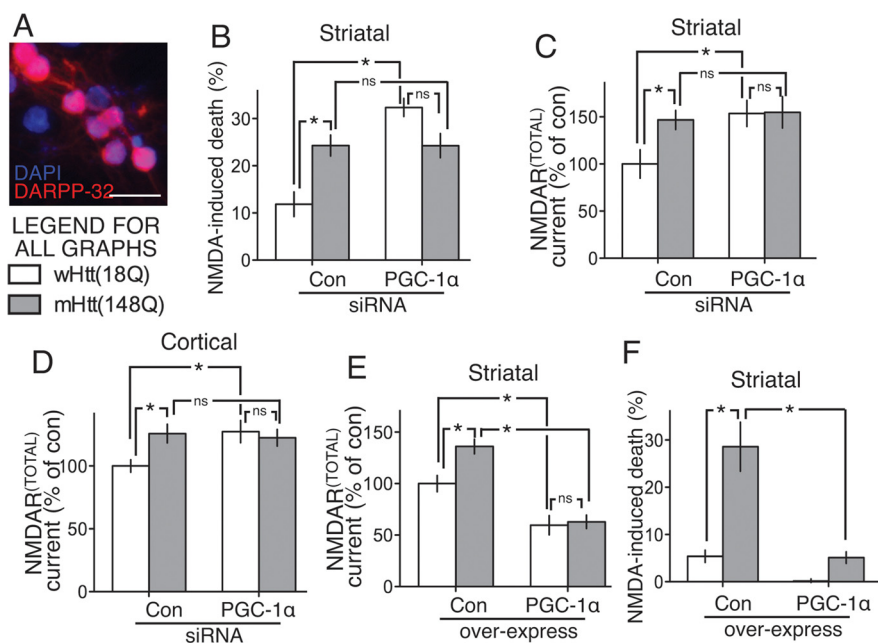 A
DAPI
DARPP-32
LEGEND FOR
ALL GRAPHS
wHtt(18Q)
mHtt(148Q)
B
Striatal
NMDA-induced death (%)
30
20
10
0
*
*
ns
ns
Con
PGC-1α
siRNA
C
Striatal
NMDAR(TOTAL)
current (% of con)
150
100
50
0
*
*
ns
ns
Con
PGC-1α
siRNA
D
Cortical
NMDAR(TOTAL)
current (% of con)
100
50
0
*
*
ns
ns
Con
PGC-1α
siRNA
E
Striatal
NMDAR(TOTAL)
current (% of con)
150
100
50
0
*
*
*
ns
Con
PGC-1α
over-express
F
Striatal
NMDA-induced death (%)
30
20
10
0
*
*
Con
PGC-1α
over-express